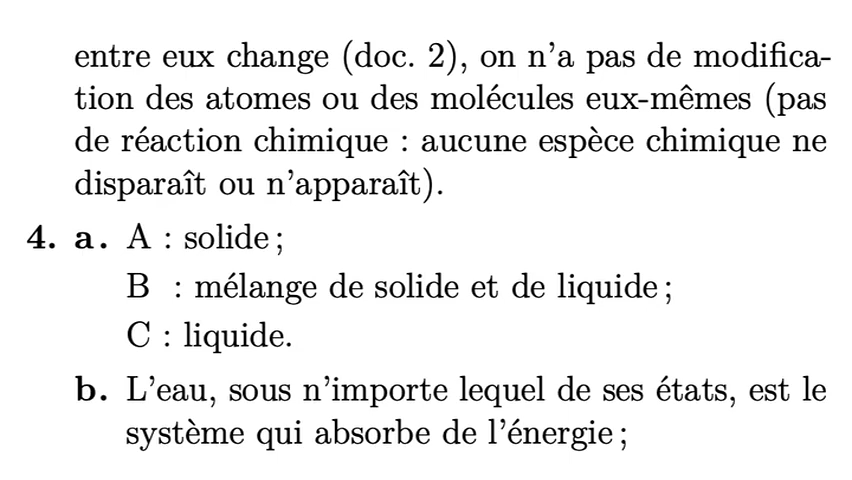 entre eux change (doc. 2), on n'a pas de modifica-
tion des atomes ou des molécules eux-mêmes (pas
de réaction chimique : aucune espèce chimique ne
disparaît ou n'apparaît).
4. a. A : solide ;
B : mélange de solide et de liquide ;
C : liquide.
b. L'eau, sous n'importe lequel de ses états, est le
système qui absorbe de l'énergie ;